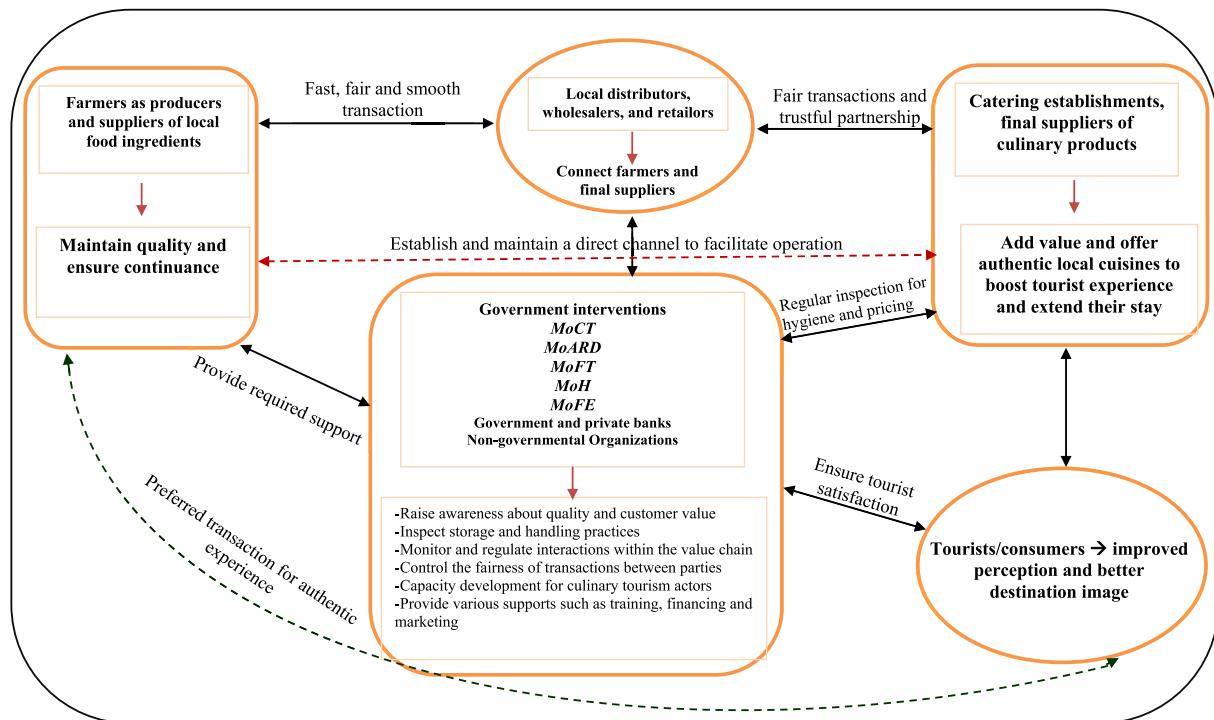 Farmers as producers
and suppliers of local
food ingredients
Maintain quality and
ensure continuance
Fast, fair and smooth
transaction
Local distributors,
wholesalers, and retailors
Connect farmers and
final suppliers
Fair transactions and
trustful partnership
Catering establishments,
final suppliers of
culinary products
Add value and offer
authentic local cuisines to
boost tourist experience
and extend their stay
Establish and maintain a direct channel to facilitate operation
Government interventions
MoCT
MoARD
MoFT
MoH
MoFE
Government and private banks
Non-governmental Organizations
-Raise awareness about quality and customer value
-Inspect storage and handling practices
-Monitor and regulate interactions within the value chain
-Control the fairness of transactions between parties
-Capacity development for culinary tourism actors
-Provide various supports such as training, financing and
marketing
Regular inspection for
hygiene and pricing
Provide required support
Ensure tourist
satisfaction
Preferred transaction for authentic
experience
Tourists/consumers → improved
perception and better
destination image